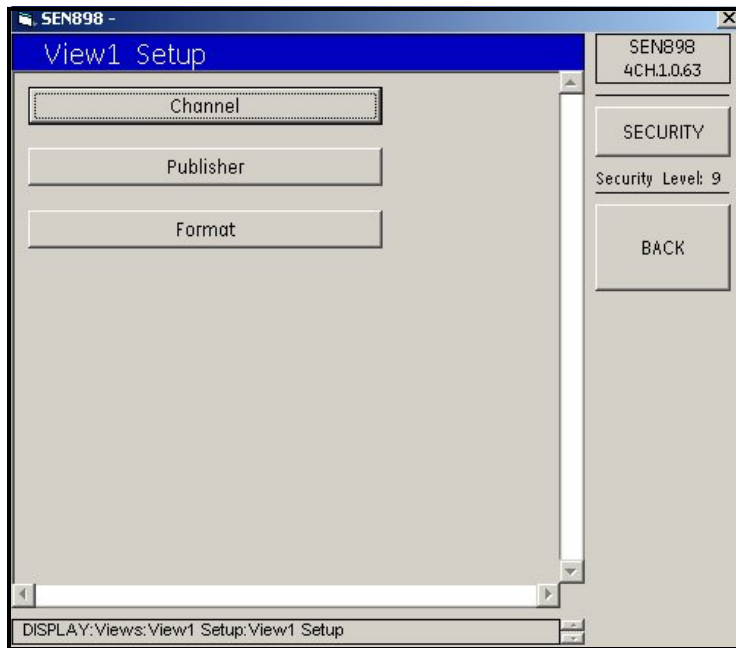 SEN898 -
View1 Setup
Channel
Publisher
Format
SEN898
4CH.1.0.63
SECURITY
Security Level: 9
BACK
DISPLAY:Views:View1 Setup:View1 Setup